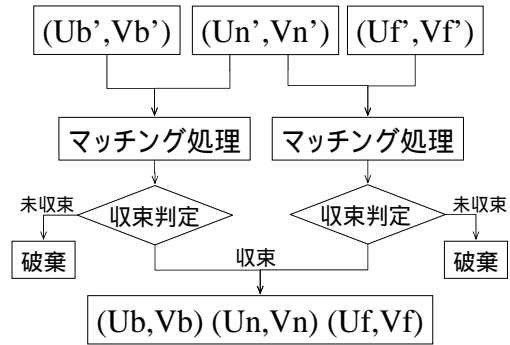 (Ub’,Vb’) (Un’,Vn’) (Uf’,Vf’)
マッチング処理 マッチング処理
未収束 収束判定 収束判定 未収束
破棄 収束 破棄
(Ub,Vb) (Un,Vn) (Uf,Vf)